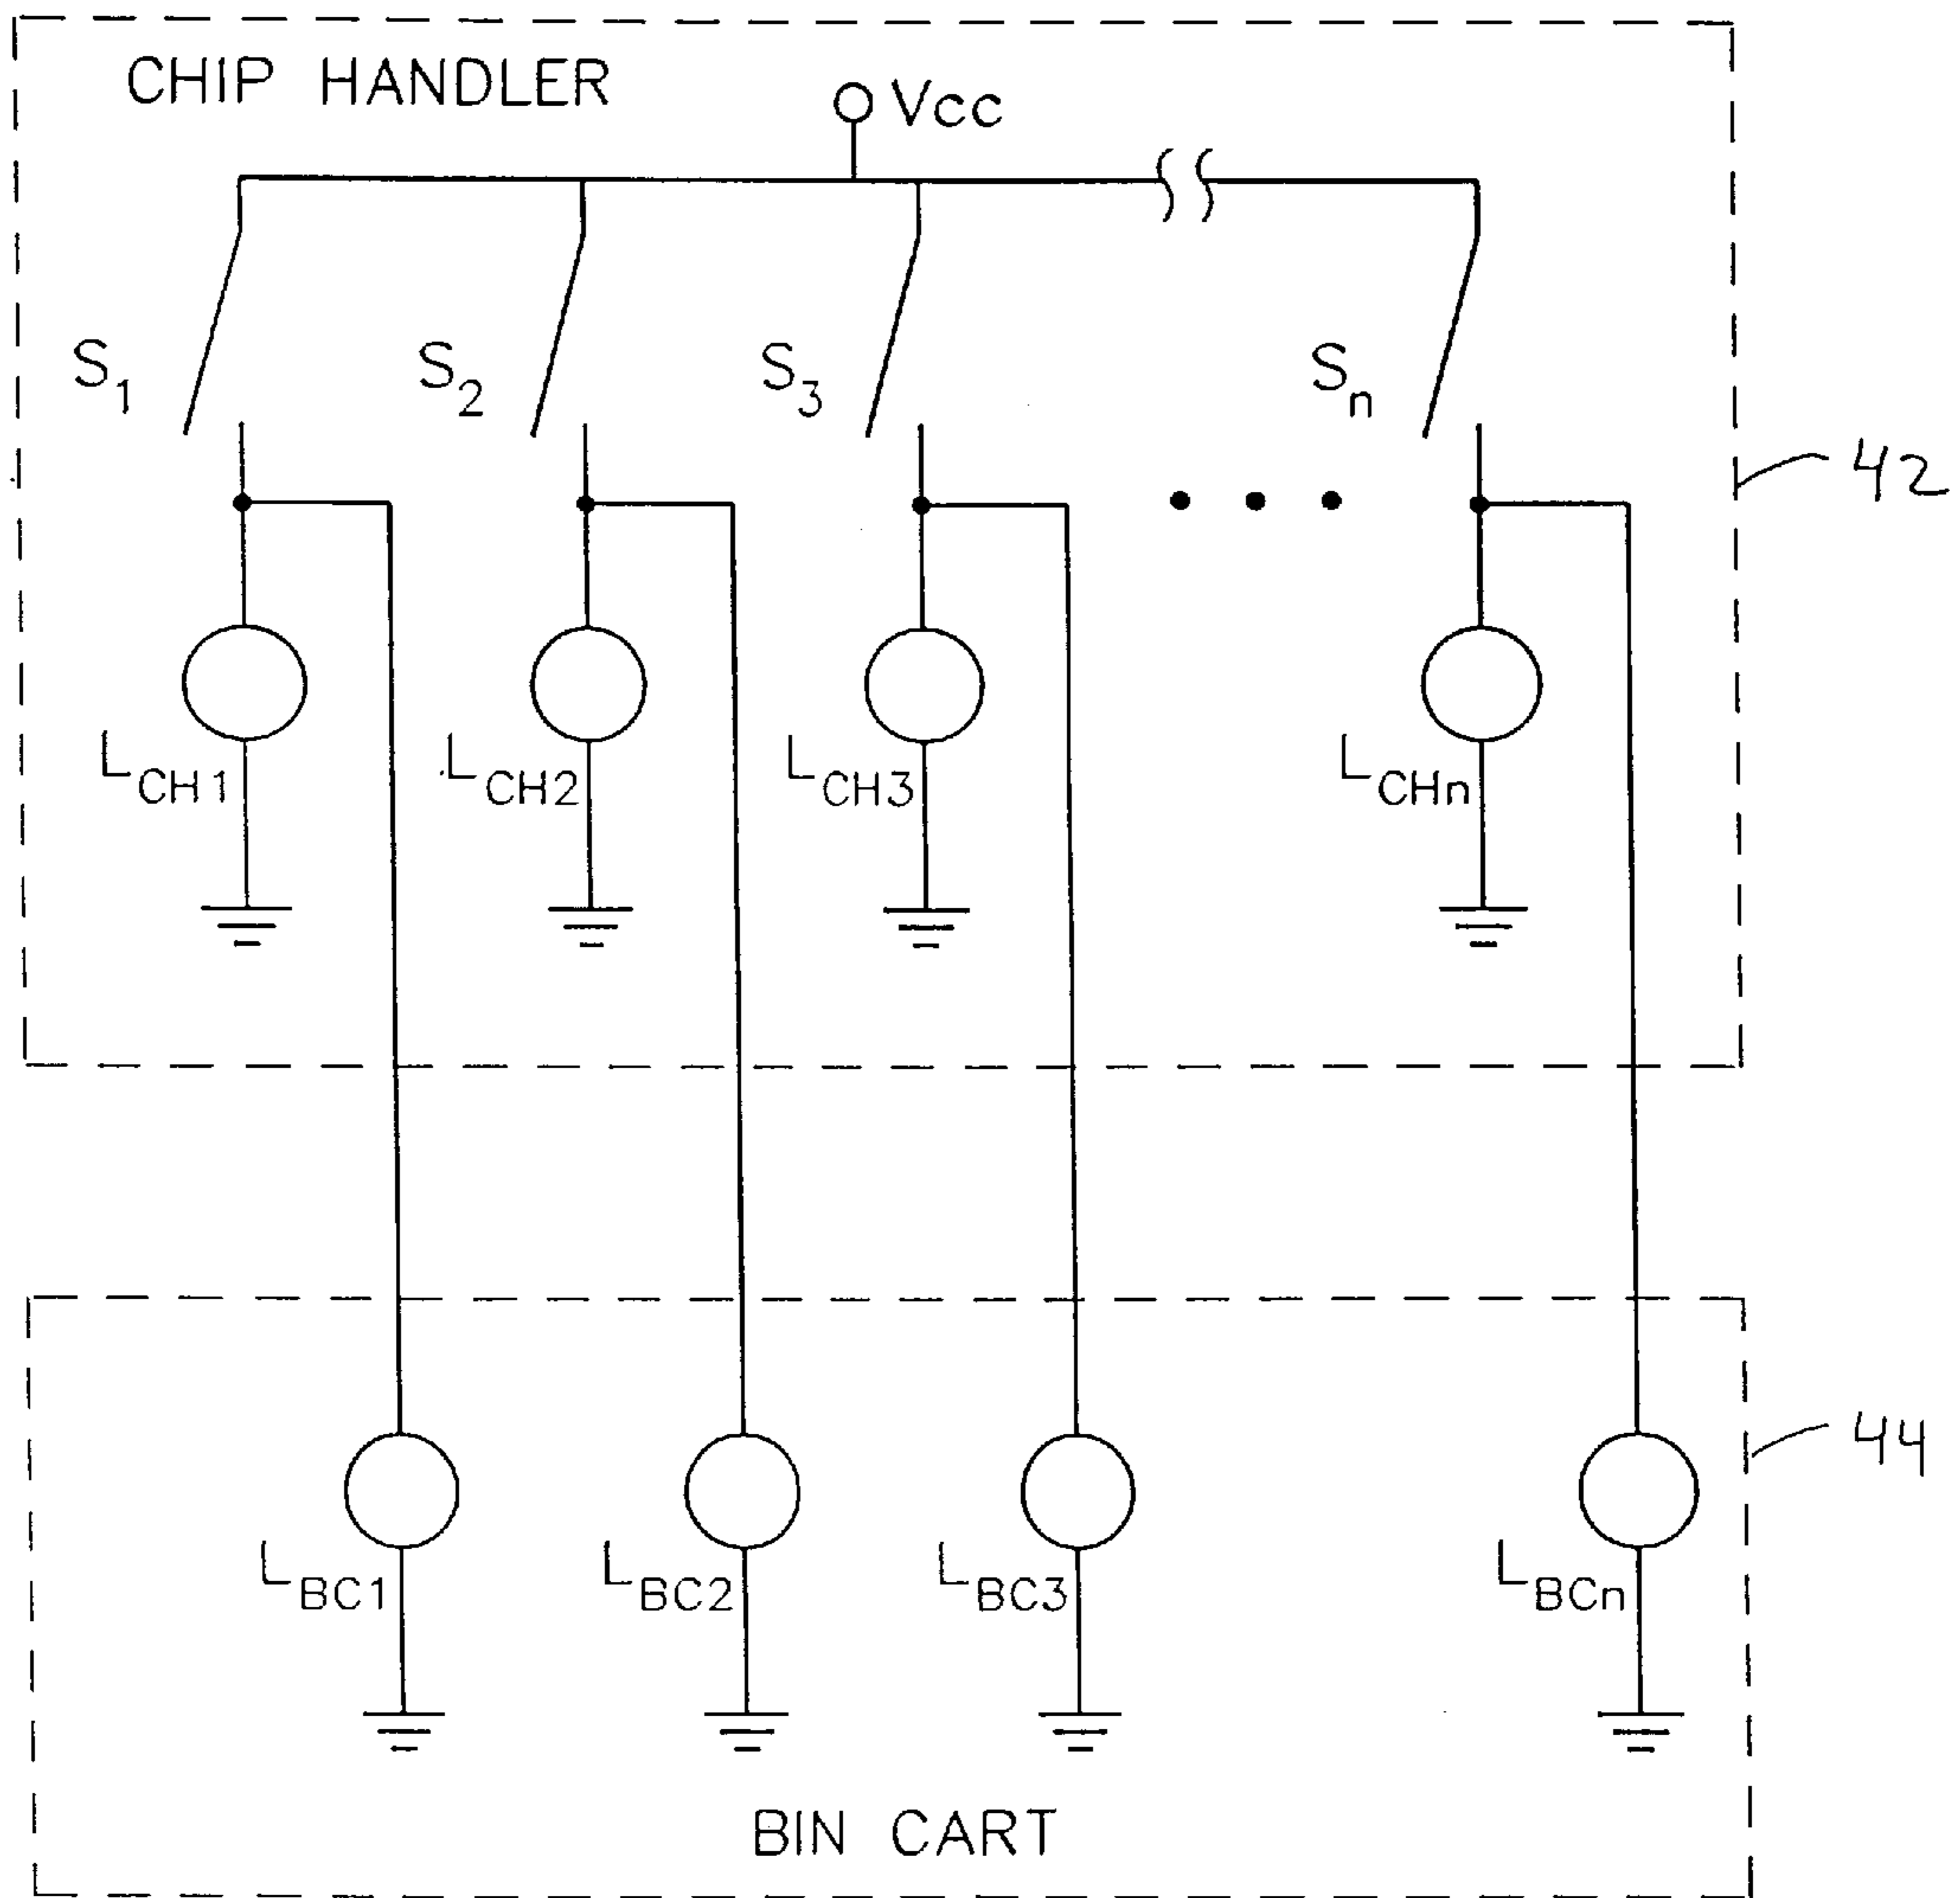 CHIP HANDLER
Vcc
S1 S2 S3 Sn
42
LCH1 LCH2 LCH3 LCHn
44
LBC1 LBC2 LBC3 LBCn
BIN CART